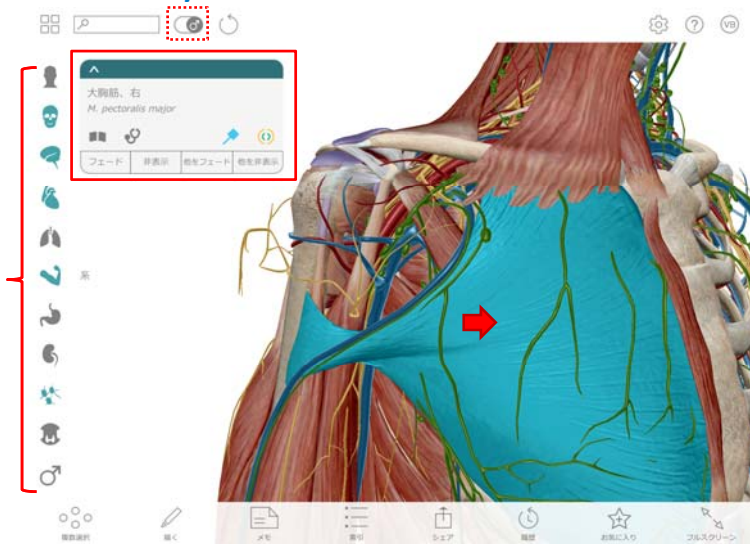 VB
大胸筋、右
M. pectoralis major
フェード 非表示 他をフェード 他を非表示
系
複数選択 描く メモ 索引 シェア 履歴 お気に入り フルスクリーン